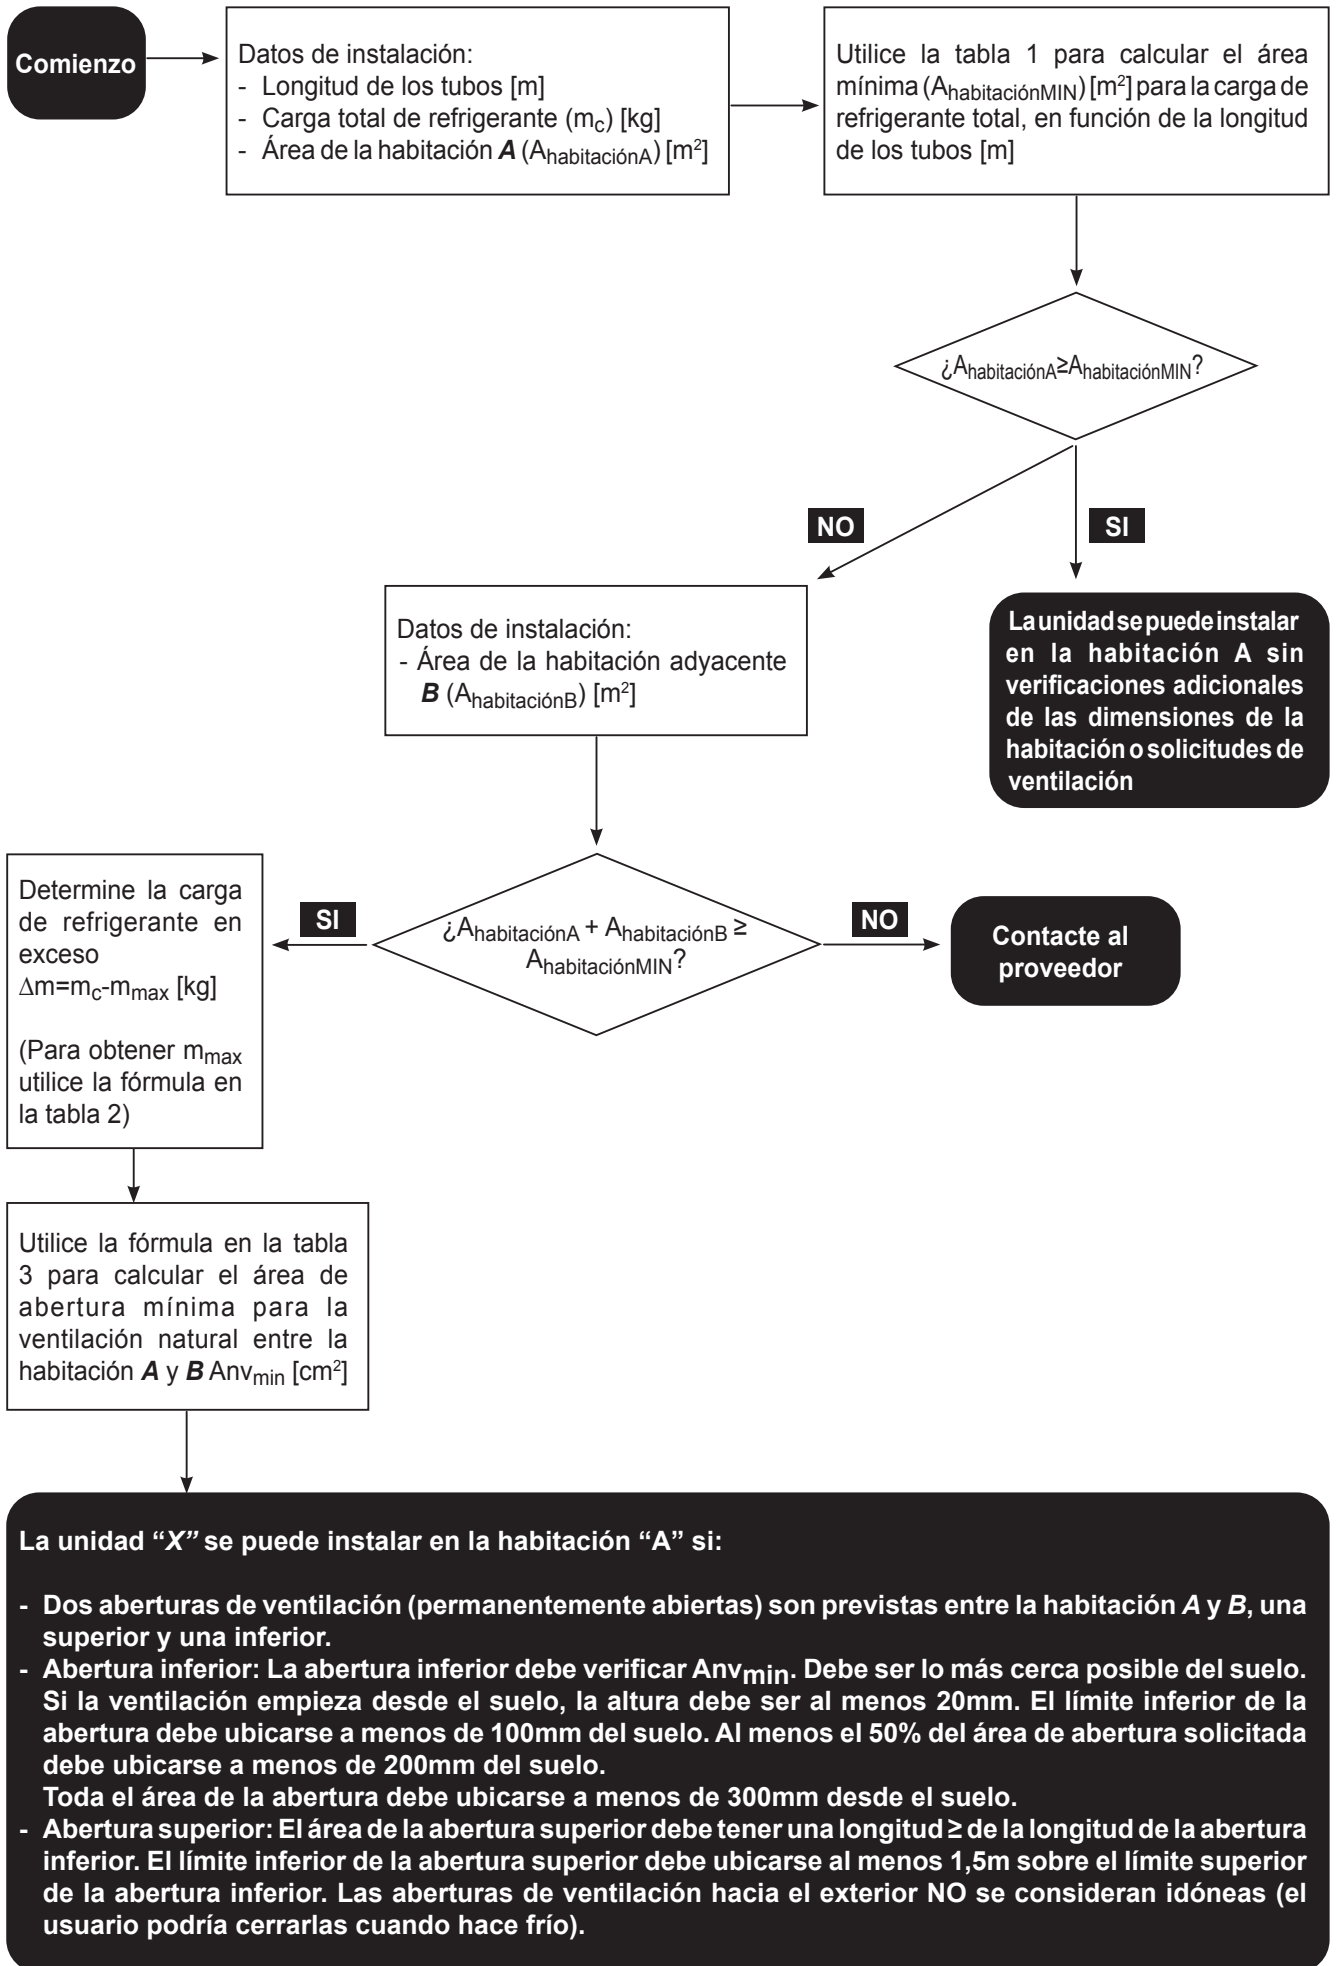 Comienzo
Datos de instalación:
- Longitud de los tubos [m]
- Carga total de refrigerante (mc) [kg]
- Área de la habitación A (AhabitaciónA) [m²]
Utilice la tabla 1 para calcular el área
mínima (AhabitaciónMIN) [m²] para la carga de
refrigerante total, en función de la longitud
de los tubos [m]
¿AhabitaciónA≥AhabitaciónMIN?
NO
SI
Datos de instalación:
- Área de la habitación adyacente
B (AhabitaciónB) [m²]
La unidad se puede instalar
en la habitación A sin
verificaciones adicionales
de las dimensiones de la
habitación o solicitudes de
ventilación
Determine la carga
de refrigerante en
exceso
Δm=mc-mmax [kg]
(Para obtener mmax
utilice la fórmula en
la tabla 2)
SI
¿AhabitaciónA + AhabitaciónB ≥
AhabitaciónMIN?
NO
Contacte al
proveedor
Utilice la fórmula en la tabla
3 para calcular el área de
abertura mínima para la
ventilación natural entre la
habitación A y B Anvmin [cm²]
La unidad “X” se puede instalar en la habitación “A” si:
- Dos aberturas de ventilación (permanentemente abiertas) son previstas entre la habitación A y B, una
superior y una inferior.
- Abertura inferior: La abertura inferior debe verificar Anvmin. Debe ser lo más cerca posible del suelo.
Si la ventilación empieza desde el suelo, la altura debe ser al menos 20mm. El límite inferior de la
abertura debe ubicarse a menos de 100mm del suelo. Al menos el 50% del área de abertura solicitada
debe ubicarse a menos de 200mm del suelo.
Toda el área de la abertura debe ubicarse a menos de 300mm desde el suelo.
- Abertura superior: El área de la abertura superior debe tener una longitud ≥ de la longitud de la abertura
inferior. El límite inferior de la abertura superior debe ubicarse al menos 1,5m sobre el límite superior
de la abertura inferior. Las aberturas de ventilación hacia el exterior NO se consideran idóneas (el
usuario podría cerrarlas cuando hace frío).